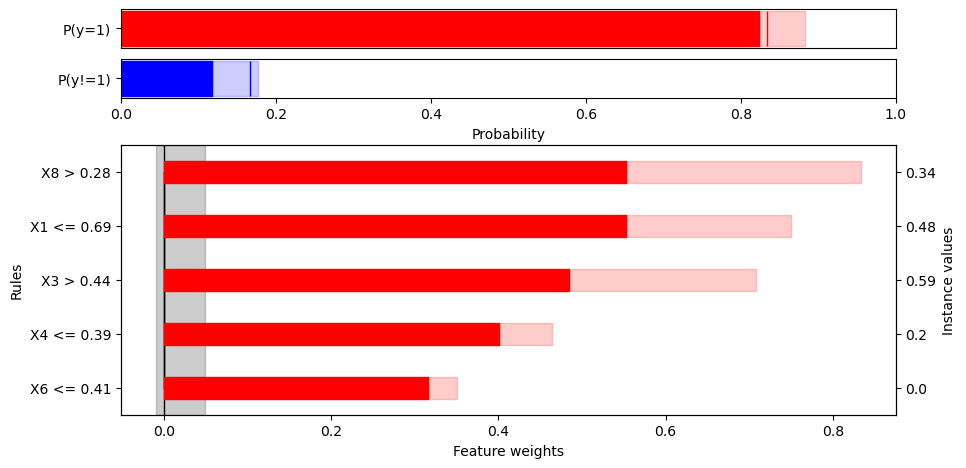 P(y=1)
P(y!=1)
0.0 0.2 0.4 0.6 0.8 1.0
Probability
Rules
X8 > 0.28 0.34
X1 <= 0.69 0.48
X3 > 0.44 0.59
X4 <= 0.39 0.2
X6 <= 0.41 0.0
Instance values
0.0 0.2 0.4 0.6 0.8
Feature weights